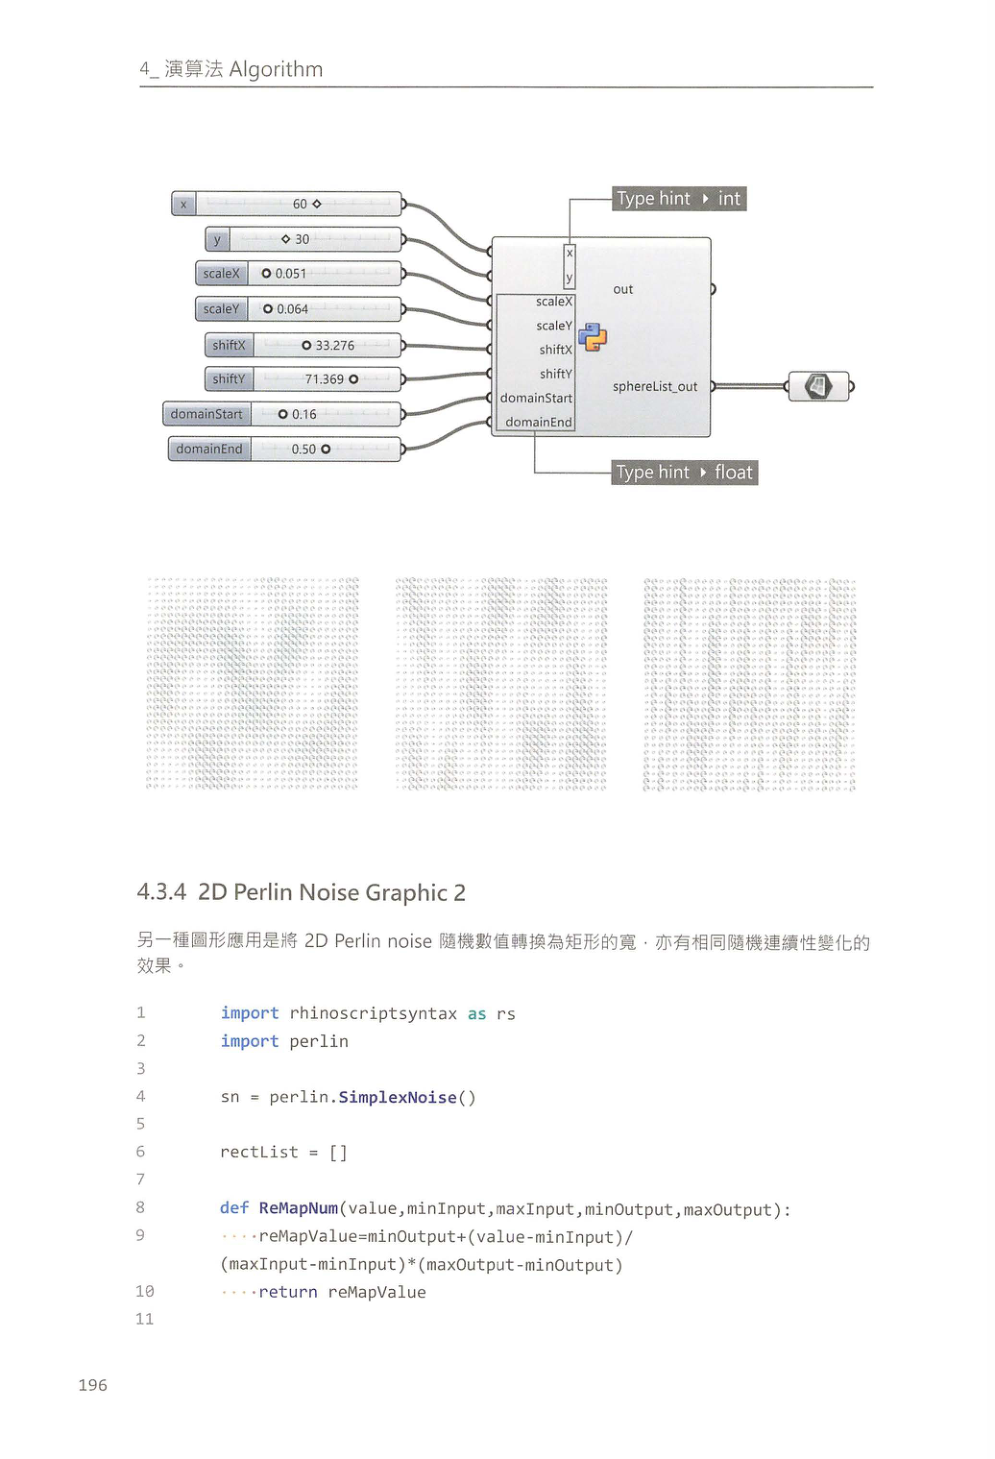 4_ 演算法 Algorithm
Type hint ▸ int
x 60
y 30
scaleX 0.051
scaleY 0.064
shiftX 33.276
shiftY 71.369
domainStart 0.16
domainEnd 0.50
x
y
scaleX
scaleY
shiftX
shiftY
domainStart
domainEnd
out
sphereList_out
Type hint ▸ float
4.3.4 2D Perlin Noise Graphic 2
另一種圖形應用是將 2D Perlin noise 隨機數值轉換為矩形的寬，亦有相同隨機連續性變化的
效果。
1 import rhinoscriptsyntax as rs
2 import perlin
3
4 sn = perlin.SimplexNoise()
5
6 rectList = []
7
8 def ReMapNum(value,minInput,maxInput,minOutput,maxOutput):
9 ····reMapValue=minOutput+(value-minInput)/
(maxInput-minInput)*(maxOutput-minOutput)
10 ····return reMapValue
11
196